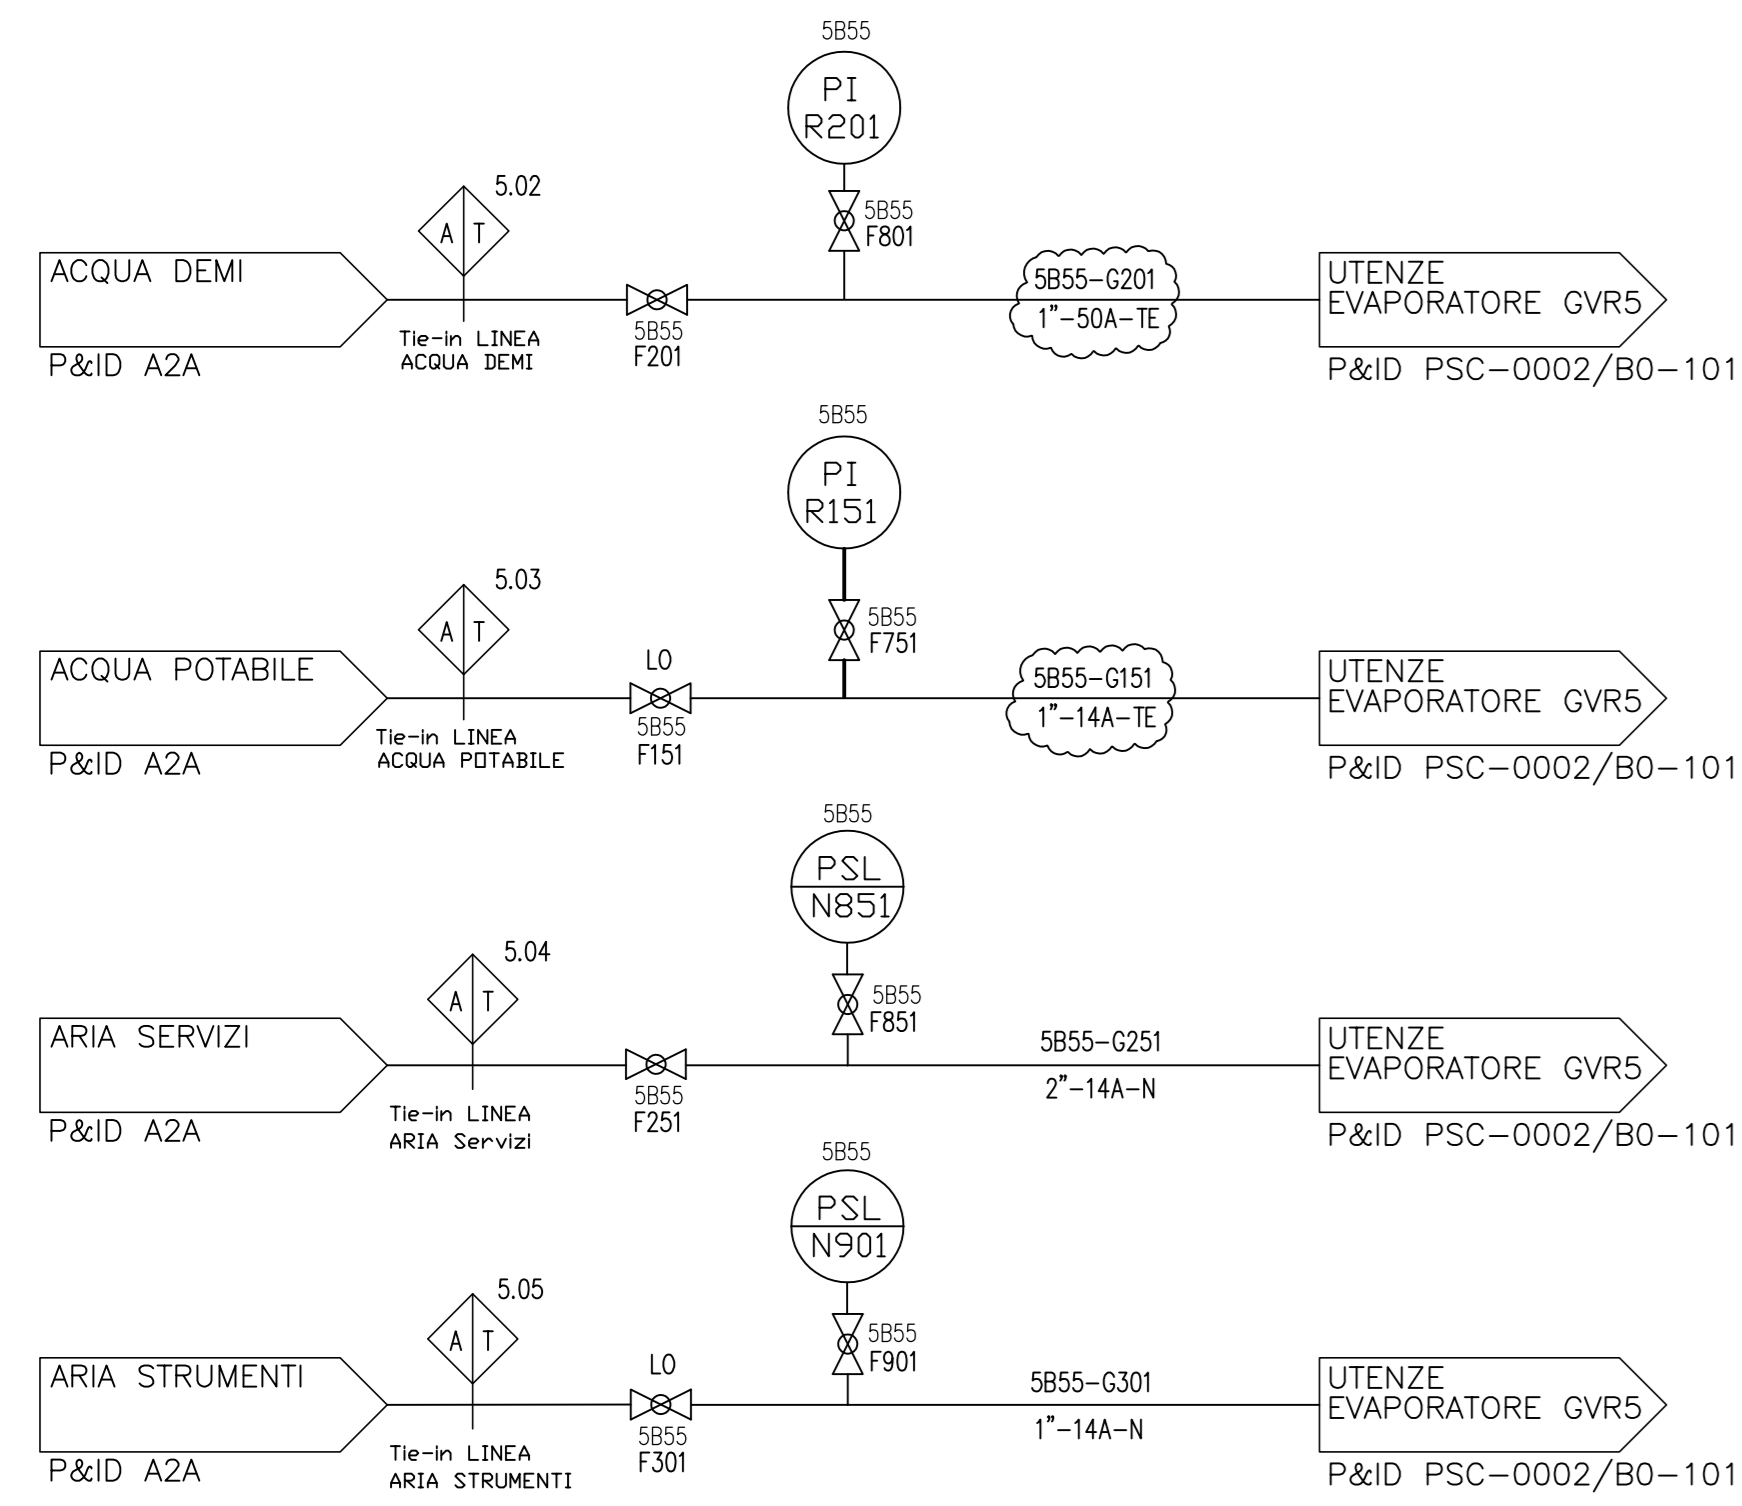 5B55
PI
R201
5.02
A T
5B55
F801
ACQUA DEMI
5B55-G201
1"-50A-TE
UTENZE
EVAPORATORE GVR5
Tie-in LINEA
ACQUA DEMI
5B55
F201
P&ID A2A
P&ID PSC-0002/B0-101
5B55
PI
R151
5.03
A T
5B55
F751
ACQUA POTABILE
LO
5B55-G151
1"-14A-TE
UTENZE
EVAPORATORE GVR5
Tie-in LINEA
ACQUA POTABILE
5B55
F151
P&ID A2A
P&ID PSC-0002/B0-101
5B55
PSL
N851
5.04
A T
5B55
F851
ARIA SERVIZI
5B55-G251
2"-14A-N
UTENZE
EVAPORATORE GVR5
Tie-in LINEA
ARIA Servizi
5B55
F251
P&ID A2A
P&ID PSC-0002/B0-101
5B55
PSL
N901
5.05
A T
5B55
F901
ARIA STRUMENTI
LO
5B55-G301
1"-14A-N
UTENZE
EVAPORATORE GVR5
Tie-in LINEA
ARIA STRUMENTI
5B55
F301
P&ID A2A
P&ID PSC-0002/B0-101